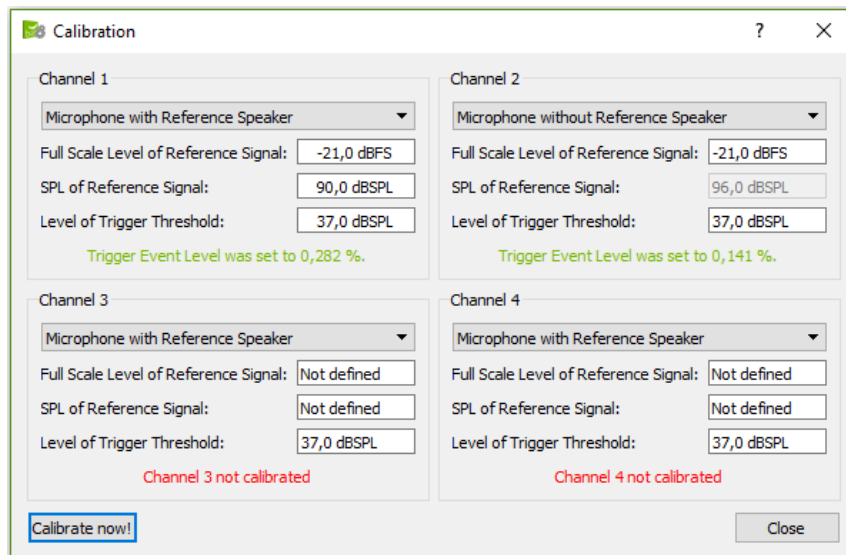 Calibration ? ×
Channel 1
Microphone with Reference Speaker
Full Scale Level of Reference Signal: -21,0 dBFS
SPL of Reference Signal: 90,0 dBSPL
Level of Trigger Threshold: 37,0 dBSPL
Trigger Event Level was set to 0,282 %.
Channel 2
Microphone without Reference Speaker
Full Scale Level of Reference Signal: -21,0 dBFS
SPL of Reference Signal: 96,0 dBSPL
Level of Trigger Threshold: 37,0 dBSPL
Trigger Event Level was set to 0,141 %.
Channel 3
Microphone with Reference Speaker
Full Scale Level of Reference Signal: Not defined
SPL of Reference Signal: Not defined
Level of Trigger Threshold: 37,0 dBSPL
Channel 3 not calibrated
Channel 4
Microphone with Reference Speaker
Full Scale Level of Reference Signal: Not defined
SPL of Reference Signal: Not defined
Level of Trigger Threshold: 37,0 dBSPL
Channel 4 not calibrated
Calibrate now! Close